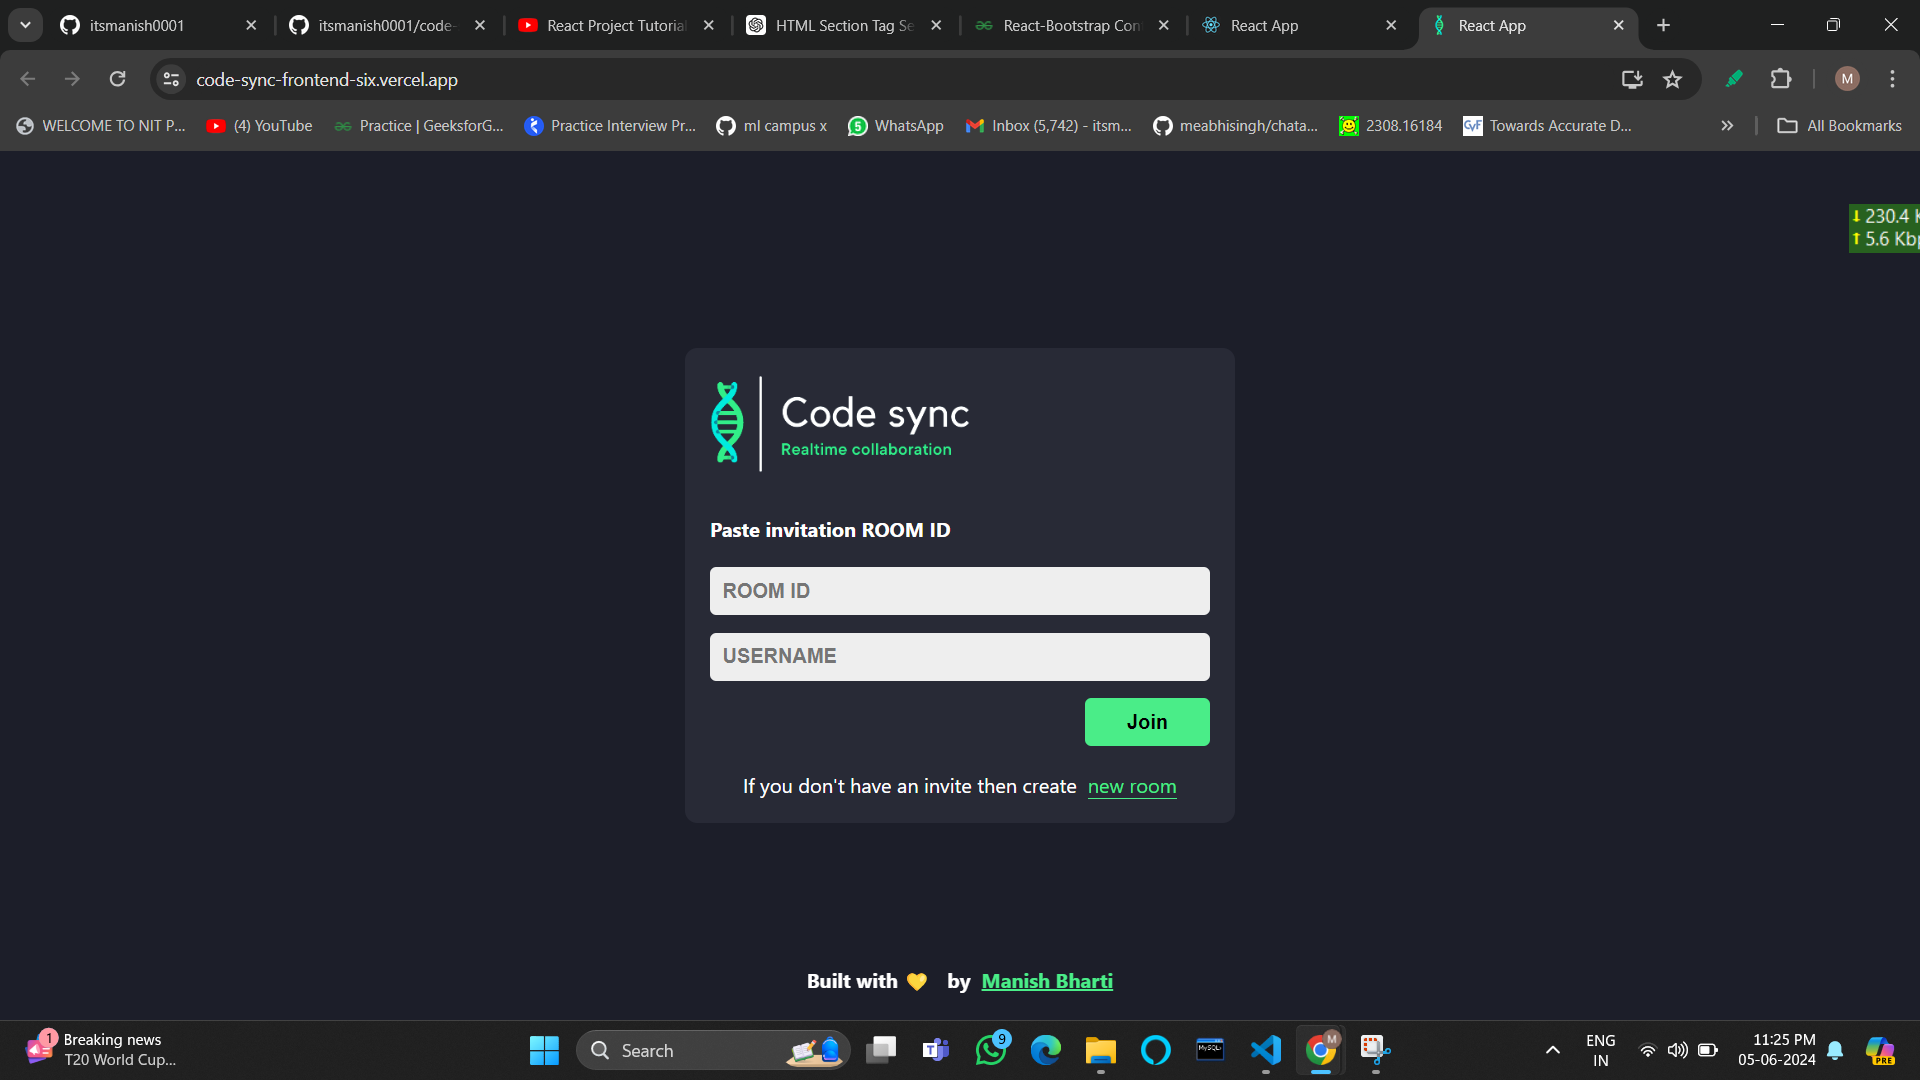 itsmanish0001
itsmanish0001/code-
React Project Tutorial
HTML Section Tag Se
React-Bootstrap Con
React App
React App
code-sync-frontend-six.vercel.app
M
WELCOME TO NIT P...
(4) YouTube
Practice | GeeksforG...
Practice Interview Pr...
ml campus x
5 WhatsApp
Inbox (5,742) - itsm...
meabhisingh/chata...
2308.16184
CVF Towards Accurate D...
All Bookmarks
230.4 K
5.6 Kbp
Code sync
Realtime collaboration
Paste invitation ROOM ID
ROOM ID
USERNAME
Join
If you don't have an invite then create new room
Built with 💛 by Manish Bharti
1
Breaking news
T20 World Cup...
Search
T
9
MySQL
M
ENG
IN
11:25 PM
05-06-2024
PRE